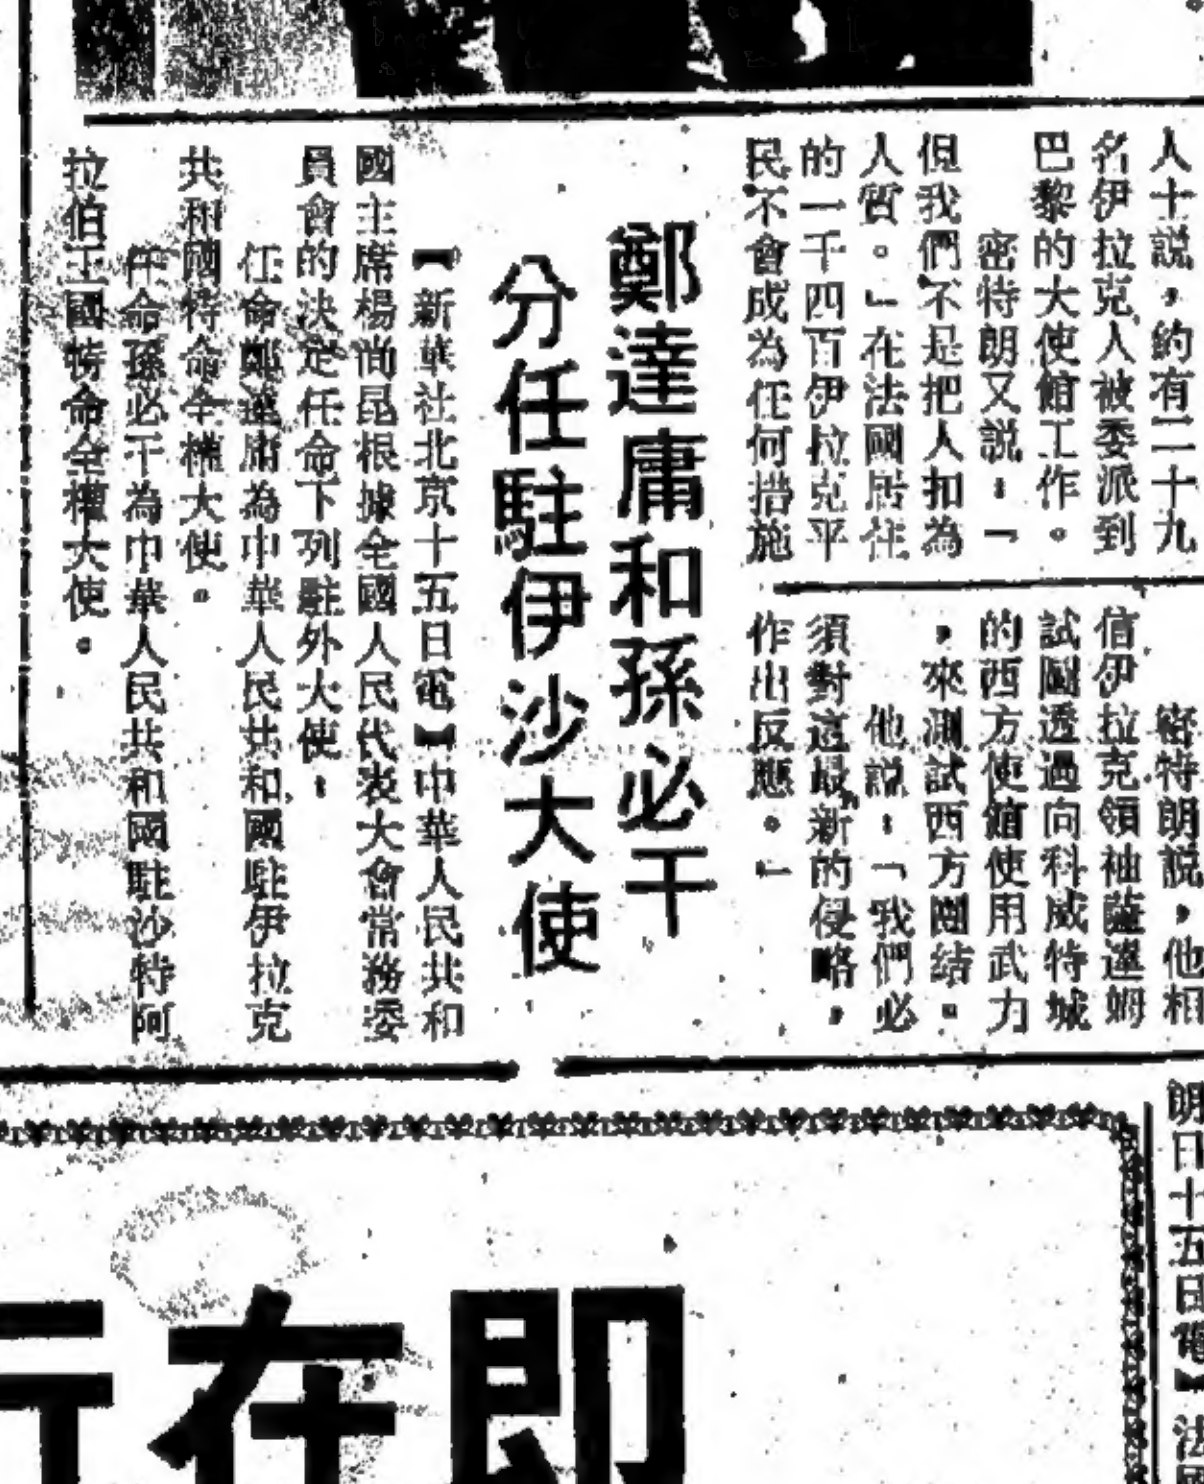 人士説，約有二十九
名伊拉克人被委派到
巴黎的大使館工作。
密特朗又説：「
但我們不是把人扣為
人質。」在法國居住
的一千四百伊拉克平
民不會成為任何措施
密特朗説，他相
信伊拉克領袖薩達姆
試圖透過向科威特城
的西方使館使用武力
，來測試西方團結。
他説：「我們必
須對這最新的侵略，
作出反應。」
鄭達庸和孫必干
分任駐伊沙大使
【新華社北京十五日電】中華人民共和
國主席楊尚昆根據全國人民代表大會常務委
員會的決定任命下列駐外大使：
任命鄭達庸為中華人民共和國駐伊拉克
共和國特命全權大使。
任命孫必干為中華人民共和國駐沙特阿
拉伯王國特命全權大使。
日十五日電】法
即在行